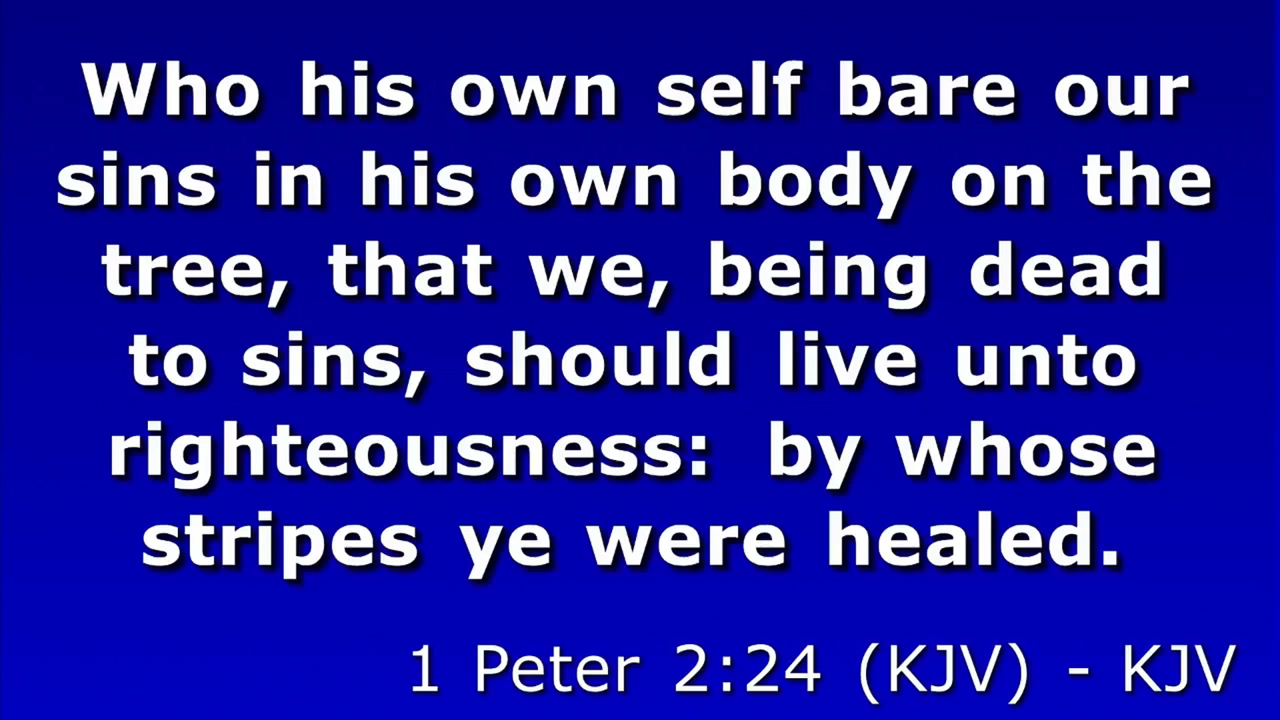 Who his own self bare our
sins in his own body on the
tree, that we, being dead
to sins, should live unto
righteousness: by whose
stripes ye were healed.
1 Peter 2:24 (KJV) - KJV